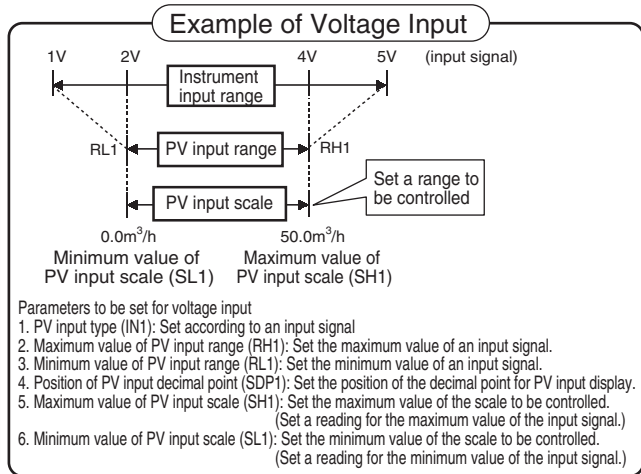 Example of Voltage Input
1V 2V 4V 5V (input signal)
Instrument
input range
RL1 PV input range RH1
PV input scale
Set a range to
be controlled
0.0m³/h 50.0m³/h
Minimum value of
PV input scale (SL1)
Maximum value of
PV input scale (SH1)
Parameters to be set for voltage input
1. PV input type (IN1): Set according to an input signal
2. Maximum value of PV input range (RH1): Set the maximum value of an input signal.
3. Minimum value of PV input range (RL1): Set the minimum value of an input signal.
4. Position of PV input decimal point (SDP1): Set the position of the decimal point for PV input display.
5. Maximum value of PV input scale (SH1): Set the maximum value of the scale to be controlled.
(Set a reading for the maximum value of the input signal.)
6. Minimum value of PV input scale (SL1): Set the minimum value of the scale to be controlled.
(Set a reading for the minimum value of the input signal.)